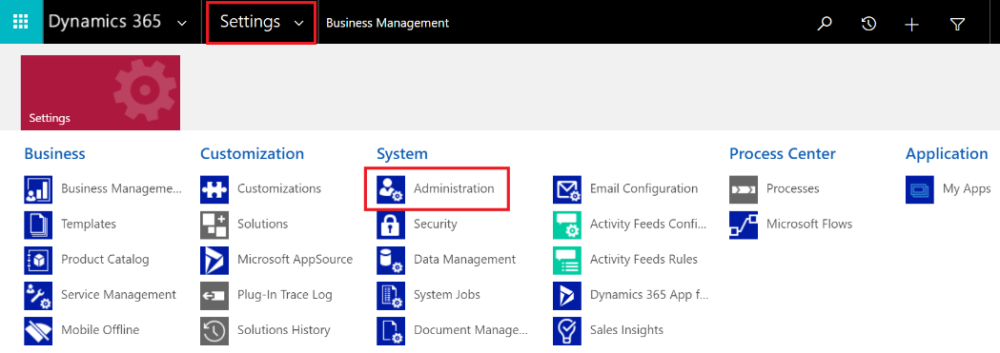 Dynamics 365
Settings
Business Management
Settings
Business
Business Manageme...
Templates
Product Catalog
Service Management
Mobile Offline
Customization
Customizations
Solutions
Microsoft AppSource
Plug-In Trace Log
Solutions History
System
Administration
Security
Data Management
System Jobs
Document Manage...
Email Configuration
Activity Feeds Confi...
Activity Feeds Rules
Dynamics 365 App f...
Sales Insights
Process Center
Processes
Microsoft Flows
Application
My Apps